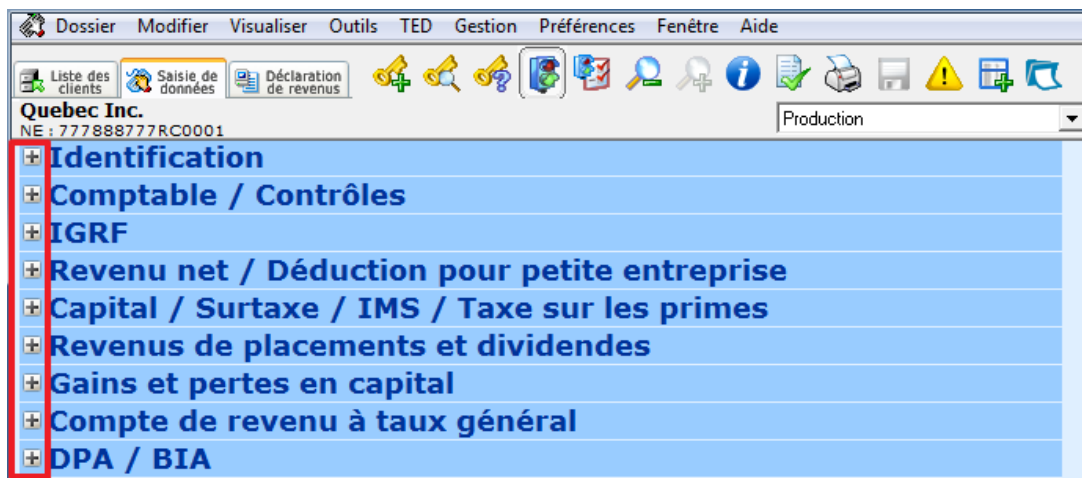 Dossier Modifier Visualiser Outils TED Gestion Préférences Fenêtre Aide
Liste des clients Saisie de données Déclaration de revenus
Quebec Inc.
NE : 777888777RC0001
Production
Identification
Comptable / Contrôles
IGRF
Revenu net / Déduction pour petite entreprise
Capital / Surtaxe / IMS / Taxe sur les primes
Revenus de placements et dividendes
Gains et pertes en capital
Compte de revenu à taux général
DPA / BIA